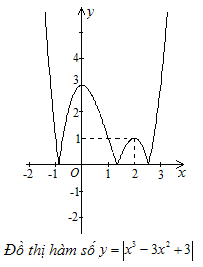 y
4
3
2
1
-2 -1 O 1 2 3 x
-1
-2
Đồ thị hàm số y = |x³ − 3x² + 3|